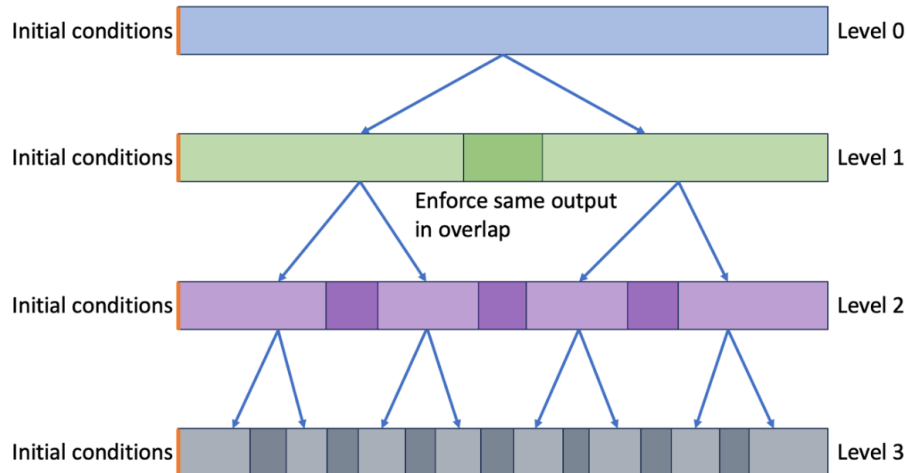 Initial conditions Level 0
Initial conditions Level 1
Enforce same output
in overlap
Initial conditions Level 2
Initial conditions Level 3